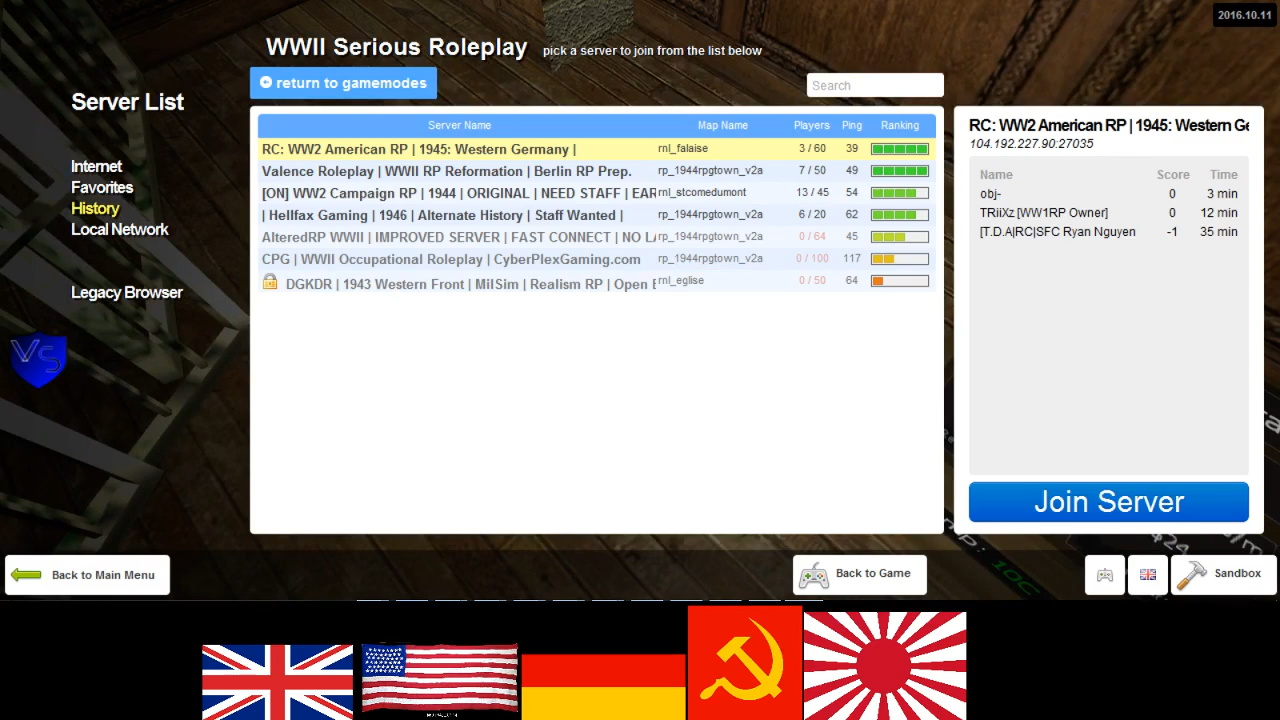 2016.10.11
WWII Serious Roleplay pick a server to join from the list below
return to gamemodes
Search
Server List
Internet
Favorites
History
Local Network
Legacy Browser
VS
Server Name Map Name Players Ping Ranking
RC: WW2 American RP | 1945: Western Germany | rnl_falaise 3 / 60 39
Valence Roleplay | WWII RP Reformation | Berlin RP Prep. rp_1944rpgtown_v2a 7 / 50 49
[ON] WW2 Campaign RP | 1944 | ORIGINAL | NEED STAFF | EAR rnl_stcomedumont 13 / 45 54
| Hellfax Gaming | 1946 | Alternate History | Staff Wanted | rp_1944rpgtown_v2a 6 / 20 62
AlteredRP WWII | IMPROVED SERVER | FAST CONNECT | NO LA rp_1944rpgtown_v2a 0 / 64 45
CPG | WWII Occupational Roleplay | CyberPlexGaming.com rp_1944rpgtown_v2a 0 / 100 117
DGKDR | 1943 Western Front | MilSim | Realism RP | Open B rnl_eglise 0 / 50 64
RC: WW2 American RP | 1945: Western Ge
104.192.227.90:27035
Name Score Time
obj- 0 3 min
TRiiXz [WW1RP Owner] 0 12 min
[T.D.A|RC|SFC Ryan Nguyen -1 35 min
Join Server
Back to Main Menu
Back to Game
Sandbox